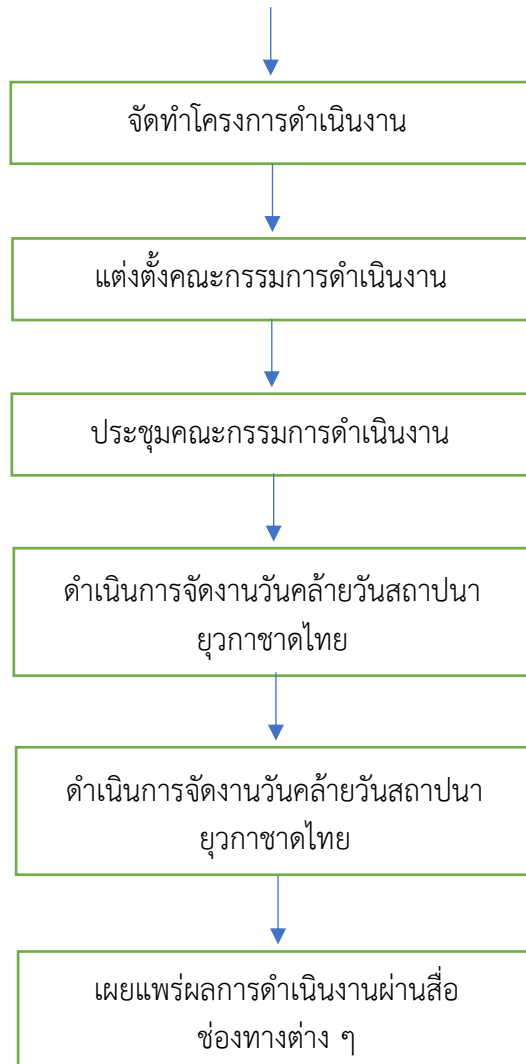 จัดทำโครงการดำเนินงาน
แต่งตั้งคณะกรรมการดำเนินงาน
ประชุมคณะกรรมการดำเนินงาน
ดำเนินการจัดงานวันคล้ายวันสถาปนา
ยุวกาชาดไทย
ดำเนินการจัดงานวันคล้ายวันสถาปนา
ยุวกาชาดไทย
เผยแพร่ผลการดำเนินงานผ่านสื่อ
ช่องทางต่าง ๆ